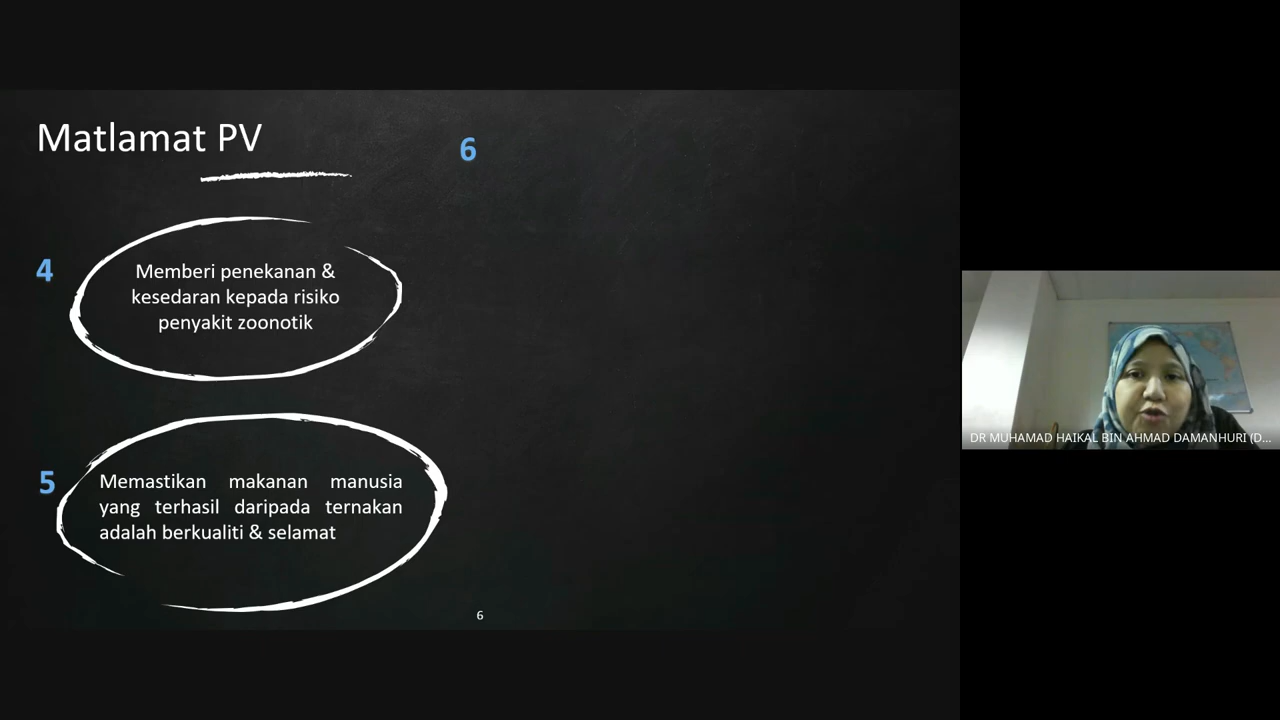 Matlamat PV
4
Memberi penekanan &
kesedaran kepada risiko
penyakit zoonotik
5
Memastikan makanan manusia
yang terhasil daripada ternakan
adalah berkualiti & selamat
6
6
DR MUHAMAD HAIKAL BIN AHMAD DAMANHURI (D...